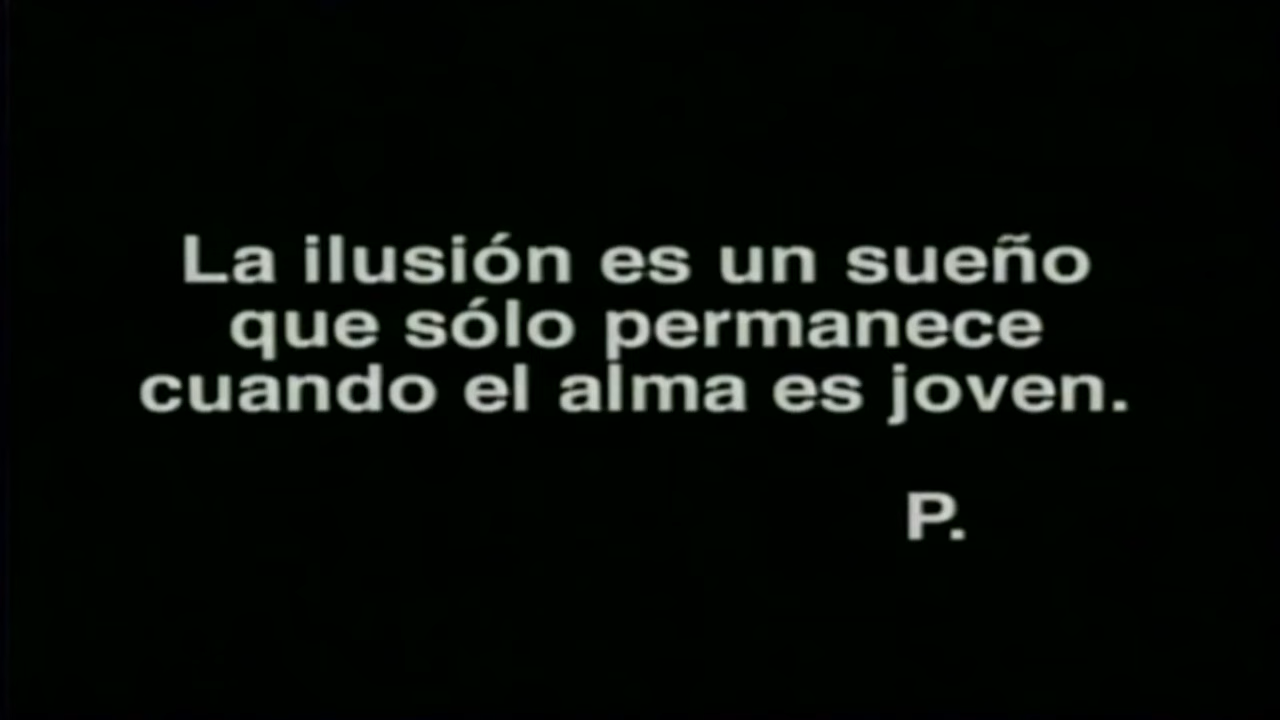 La ilusión es un sueño
que sólo permanece
cuando el alma es joven.
P.